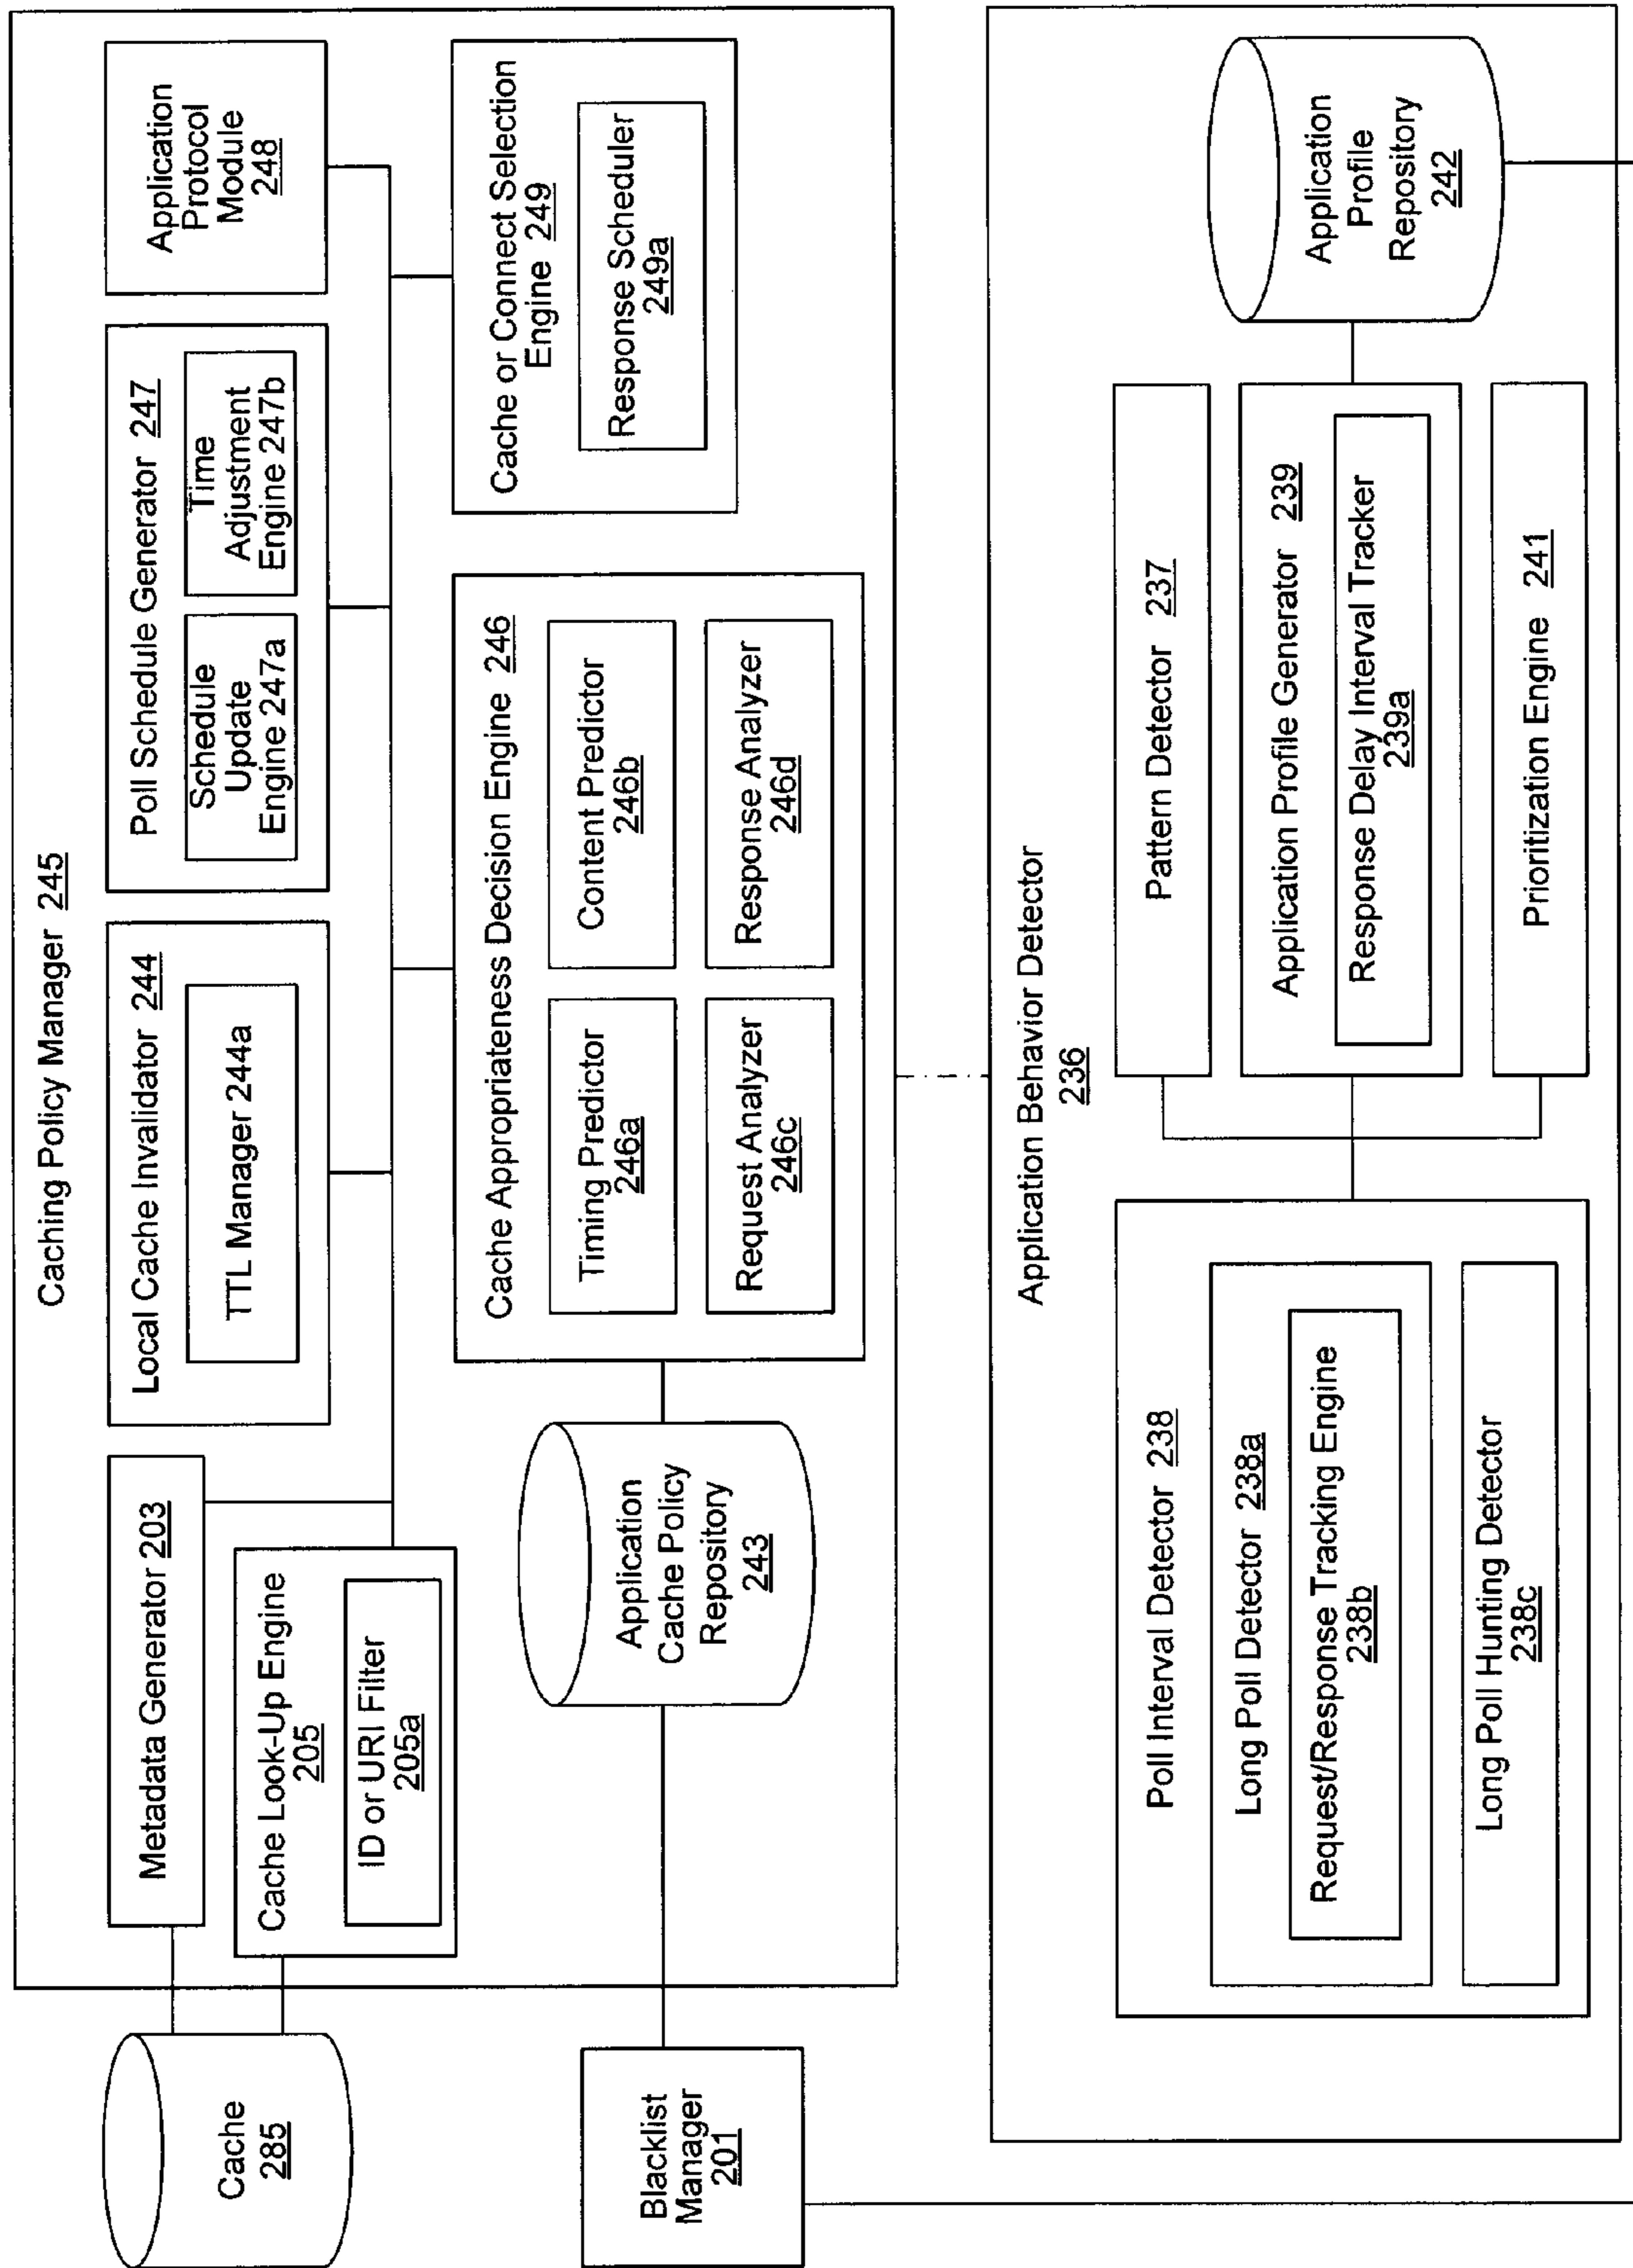 Caching Policy Manager 245
Metadata Generator 203
Local Cache Invalidator 244
TTL Manager 244a
Poll Schedule Generator 247
Schedule
Update
Engine 247a
Time
Adjustment
Engine 247b
Application
Protocol
Module
248
Cache
285
Cache Look-Up Engine
205
ID or URI Filter
205a
Cache Appropriateness Decision Engine 246
Timing Predictor
246a
Content Predictor
246b
Request Analyzer
246c
Response Analyzer
246d
Cache or Connect Selection
Engine 249
Response Scheduler
249a
Application
Cache Policy
Repository
243
Blacklist
Manager
201
Application Behavior Detector
236
Poll Interval Detector 238
Long Poll Detector 238a
Request/Response Tracking Engine
238b
Long Poll Hunting Detector
238c
Pattern Detector 237
Application Profile Generator 239
Response Delay Interval Tracker
239a
Prioritization Engine 241
Application
Profile
Repository
242